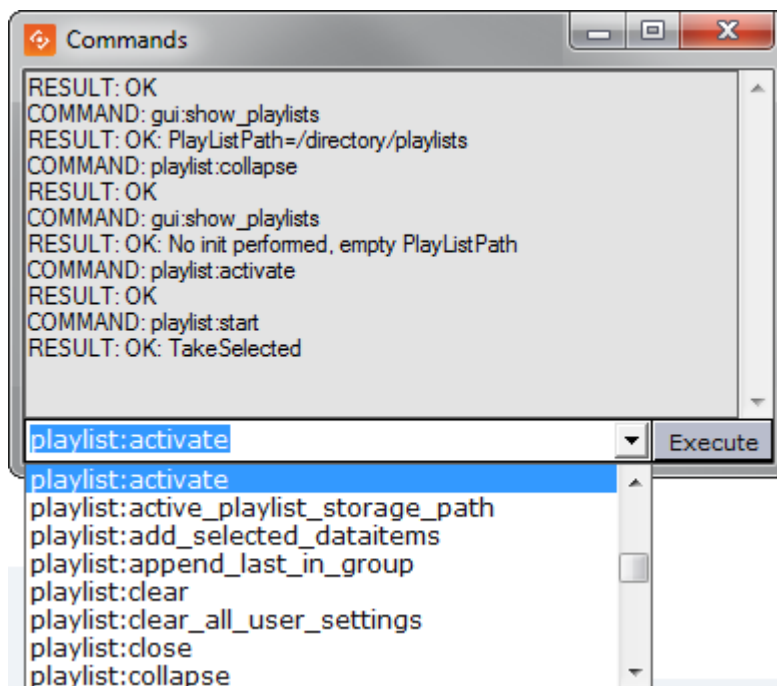 Commands
RESULT: OK
COMMAND: gui:show_playlists
RESULT: OK: PlayListPath=/directory/playlists
COMMAND: playlist:collapse
RESULT: OK
COMMAND: gui:show_playlists
RESULT: OK: No init performed, empty PlayListPath
COMMAND: playlist:activate
RESULT: OK
COMMAND: playlist:start
RESULT: OK: TakeSelected
playlist:activate
Execute
playlist:activate
playlist:active_playlist_storage_path
playlist:add_selected_dataitems
playlist:append_last_in_group
playlist:clear
playlist:clear_all_user_settings
playlist:close
playlist:collapse